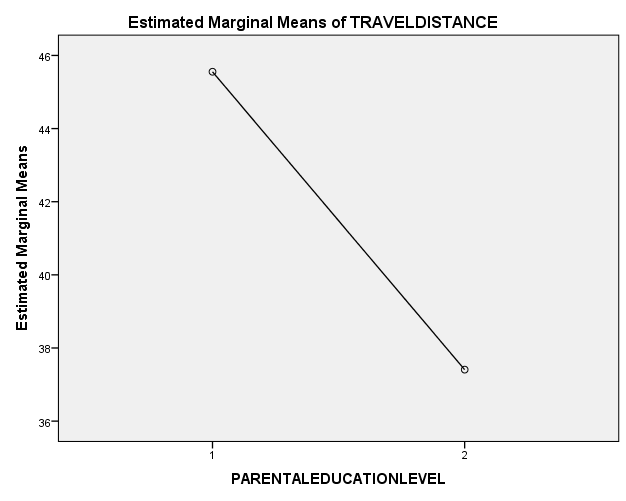 Estimated Marginal Means of TRAVELDISTANCE
Estimated Marginal Means
46
44
42
40
38
36
1 2
PARENTALEDUCATIONLEVEL